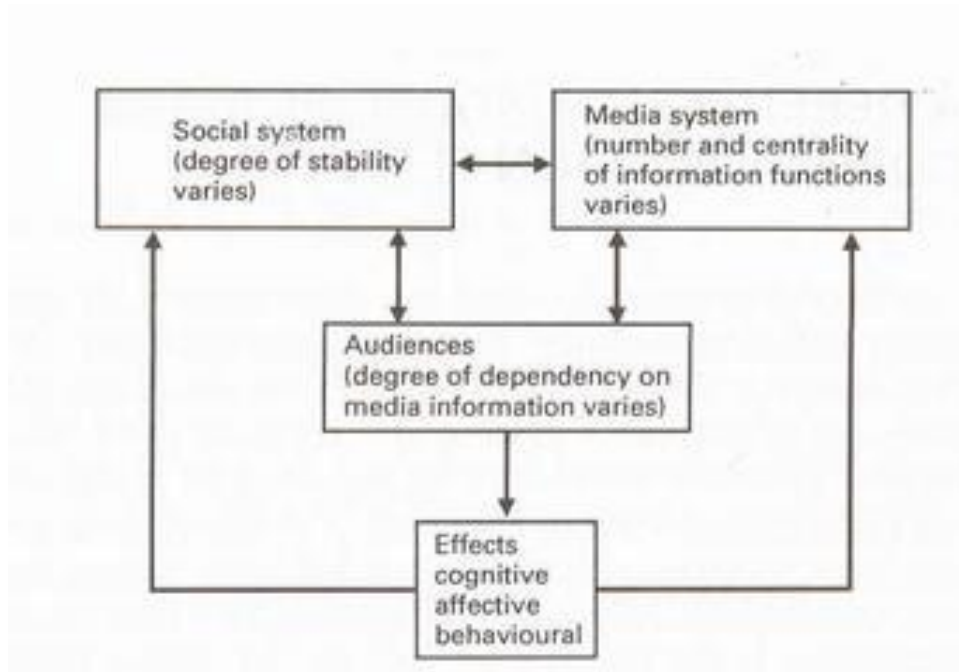 Social system
(degree of stability
varies)
Media system
(number and centrality
of information functions
varies)
Audiences
(degree of dependency on
media information varies)
Effects
cognitive
affective
behavioural